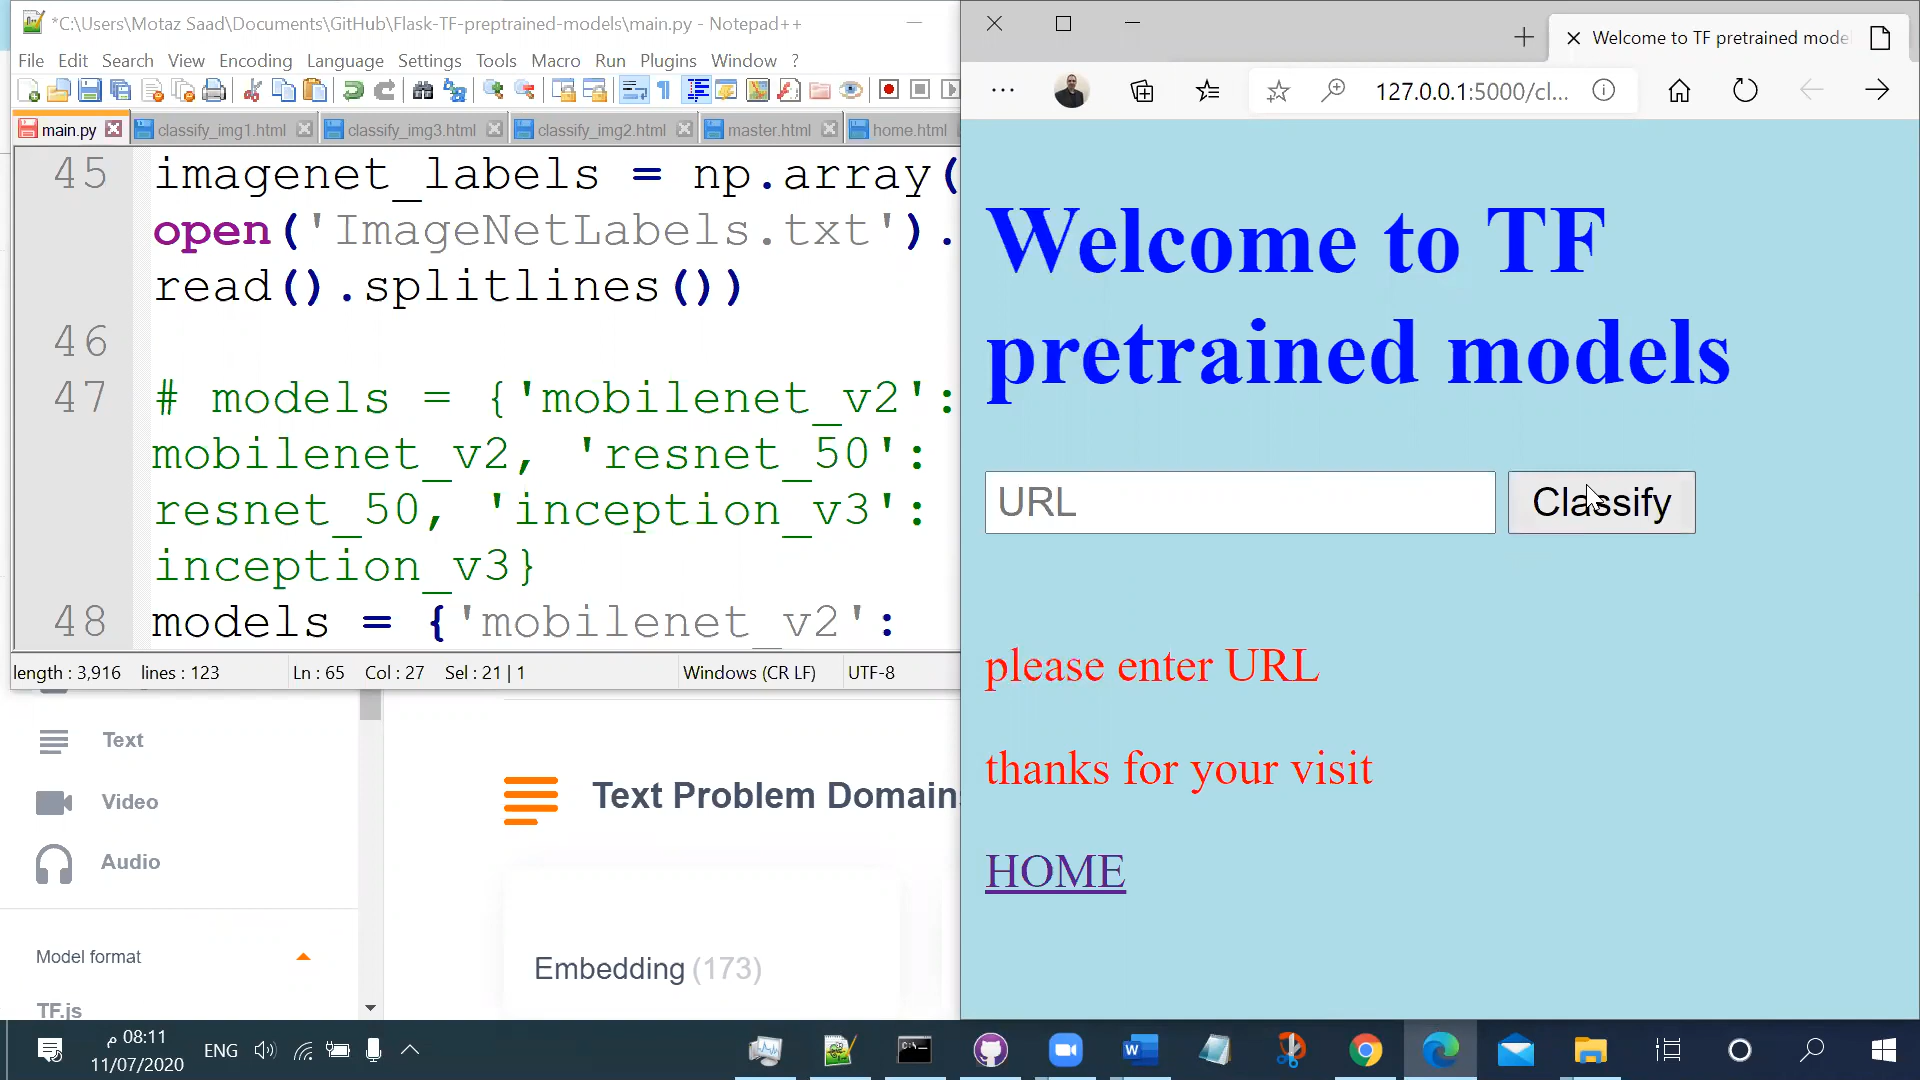 *C:\Users\Motaz Saad\Documents\GitHub\Flask-TF-preptrained-models\main.py - Notepad++
File Edit Search View Encoding Language Settings Tools Macro Run Plugins Window ?
main.py classify_img1.html classify_img3.html classify_img2.html master.html home.html
45 imagenet_labels = np.array(
open('ImageNetLabels.txt').
read().splitlines())
46
47 # models = {'mobilenet_v2':
mobilenet_v2, 'resnet_50':
resnet_50, 'inception_v3':
inception_v3}
48 models = {'mobilenet_v2':
length : 3,916 lines : 123 Ln : 65 Col : 27 Sel : 21 | 1 Windows (CR LF) UTF-8
Text
Video
Audio
Model format
TF.js
Text Problem Domains
Embedding (173)
Welcome to TF pretrained mode
127.0.0.1:5000/cl...
Welcome to TF
pretrained models
URL
Classify
please enter URL
thanks for your visit
HOME
08:11 م
11/07/2020
ENG